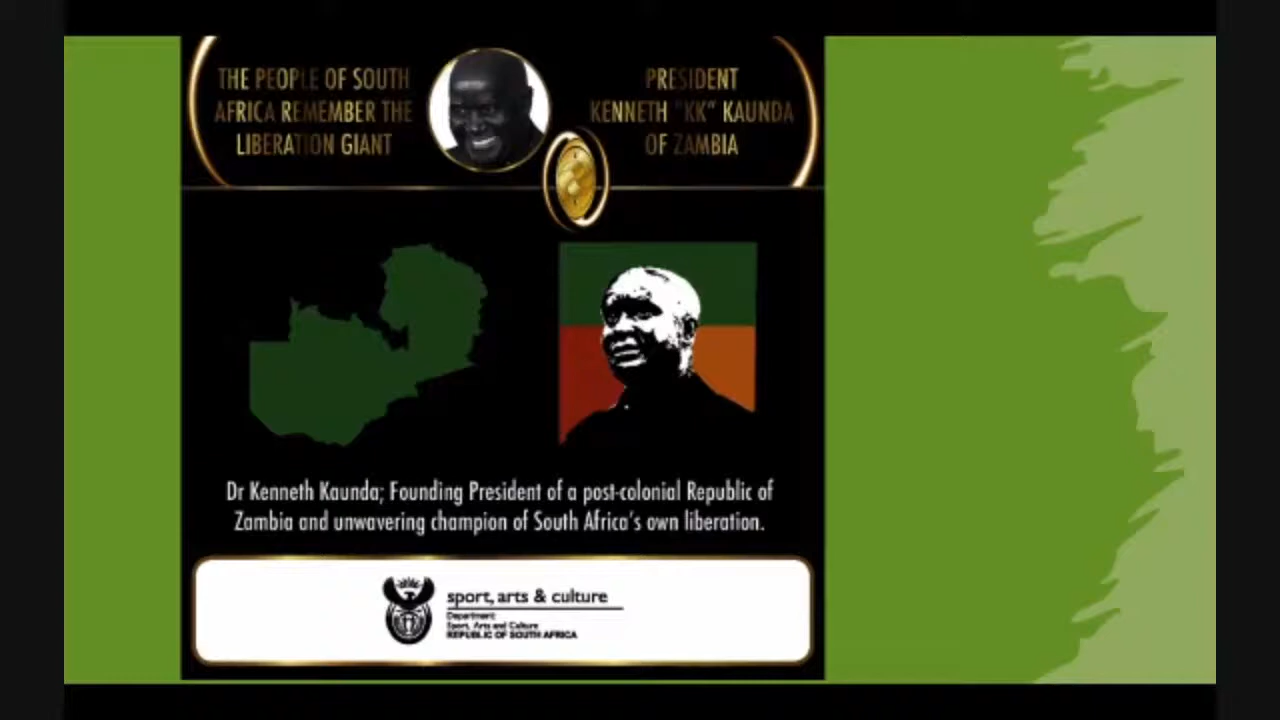 THE PEOPLE OF SOUTH
AFRICA REMEMBER THE
LIBERATION GIANT
PRESIDENT
KENNETH "KK" KAUNDA
OF ZAMBIA
Dr Kenneth Kaunda; Founding President of a post-colonial Republic of
Zambia and unwavering champion of South Africa's own liberation.
sport, arts & culture
Department:
Sport, Arts and Culture
REPUBLIC OF SOUTH AFRICA